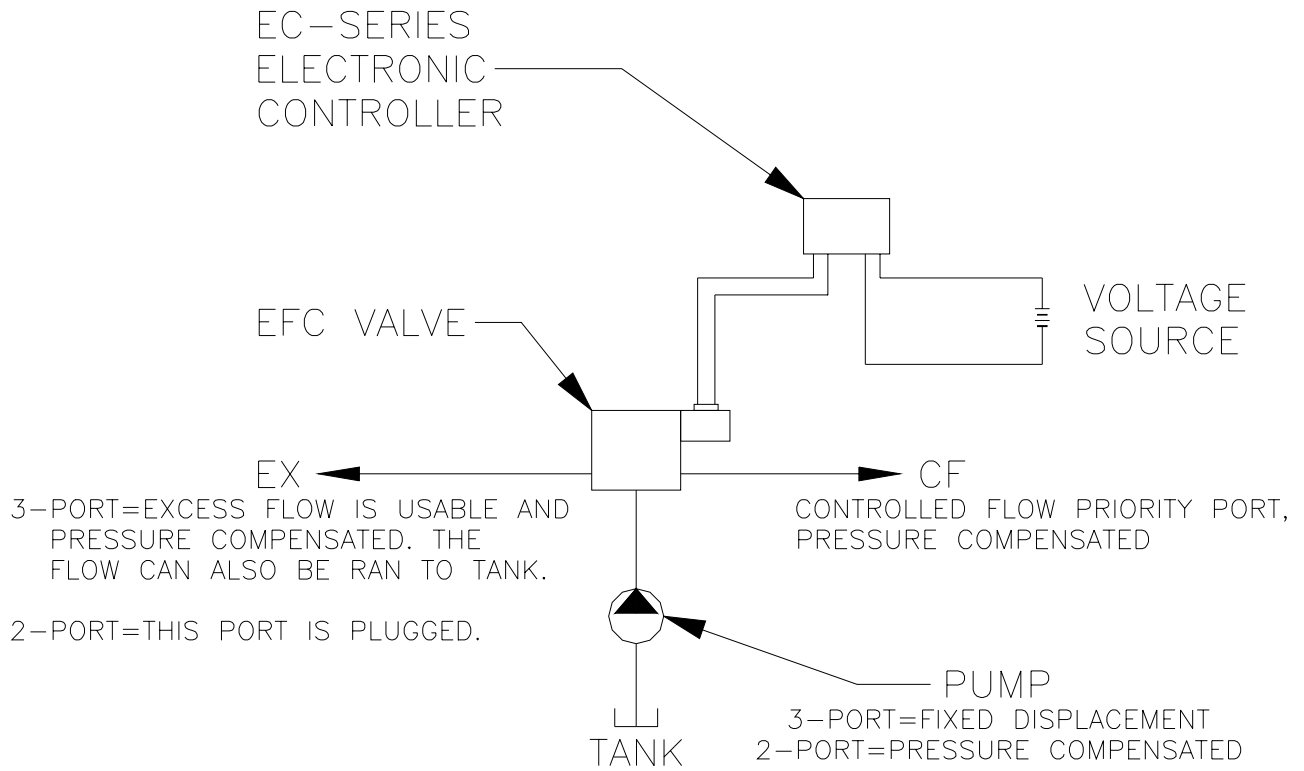 EC-SERIES
ELECTRONIC
CONTROLLER
VOLTAGE
SOURCE
EFC VALVE
EX
3-PORT=EXCESS FLOW IS USABLE AND
PRESSURE COMPENSATED. THE
FLOW CAN ALSO BE RAN TO TANK.
2-PORT=THIS PORT IS PLUGGED.
CF
CONTROLLED FLOW PRIORITY PORT,
PRESSURE COMPENSATED
PUMP
3-PORT=FIXED DISPLACEMENT
2-PORT=PRESSURE COMPENSATED
TANK